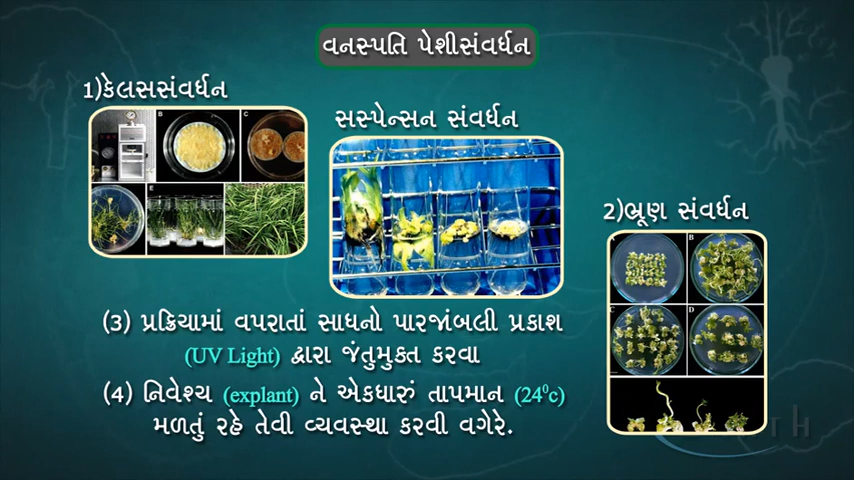 વનસ્પતિ પેશીસંવર્ધન
1)કેલસસંવર્ધન
સસ્પેન્સન સંવર્ધન
2)ભ્રૂણ સંવર્ધન
B
C
E
B
C
D
(3) પ્રક્રિયામાં વપરાતાં સાધનો પારજાંબલી પ્રકાશ
(UV Light) દ્વારા જંતુમુક્ત કરવા
(4) નિવેશ્ય (explant) ને એકધારું તાપમાન (24⁰c)
મળતું રહે તેવી વ્યવસ્થા કરવી વગેરે.